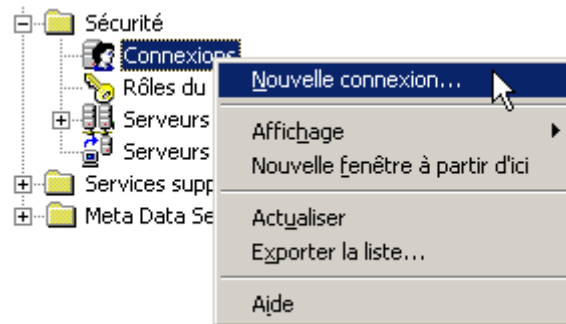 Sécurité
Connexions
Rôles du
Serveurs
Serveurs
Services supp
Meta Data Se
Nouvelle connexion...
Affichage
Nouvelle fenêtre à partir d'ici
Actualiser
Exporter la liste...
Aide